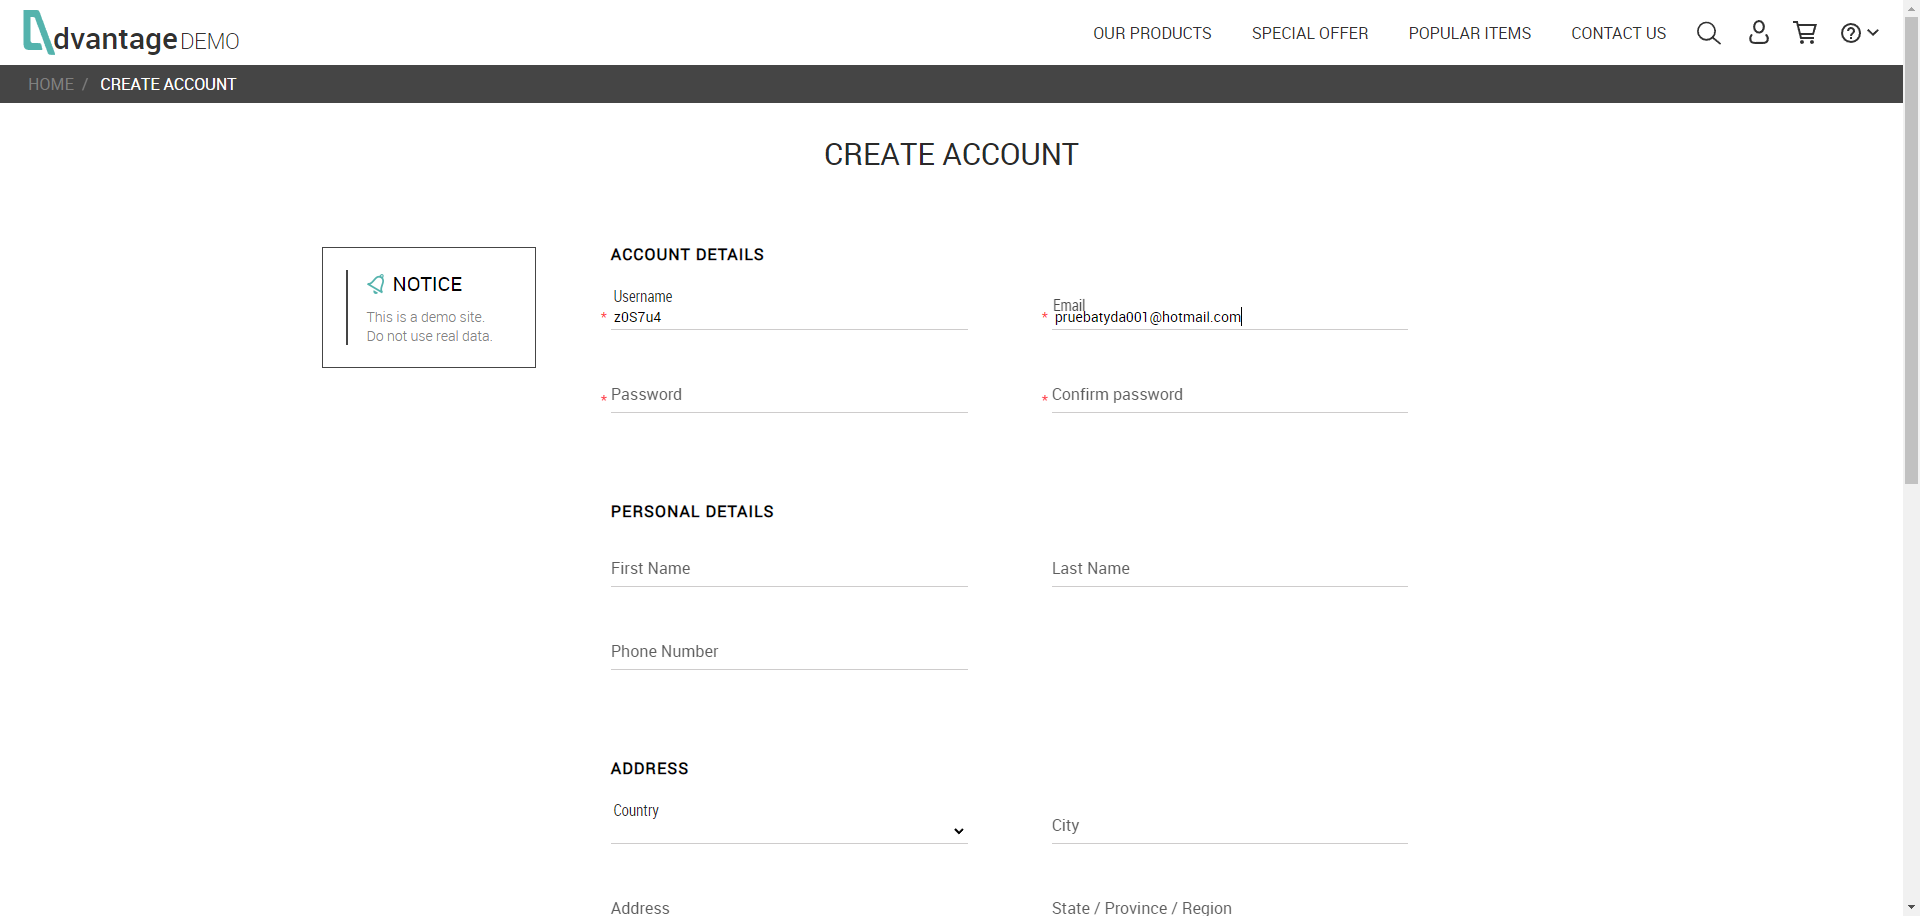 dvantage DEMO
OUR PRODUCTS SPECIAL OFFER POPULAR ITEMS CONTACT US
HOME / CREATE ACCOUNT
CREATE ACCOUNT
NOTICE
This is a demo site.
Do not use real data.
ACCOUNT DETAILS
Username
* z0S7u4
Email
* pruebatyda001@hotmail.com
* Password
* Confirm password
PERSONAL DETAILS
First Name
Last Name
Phone Number
ADDRESS
Country
City
Address
State / Province / Region